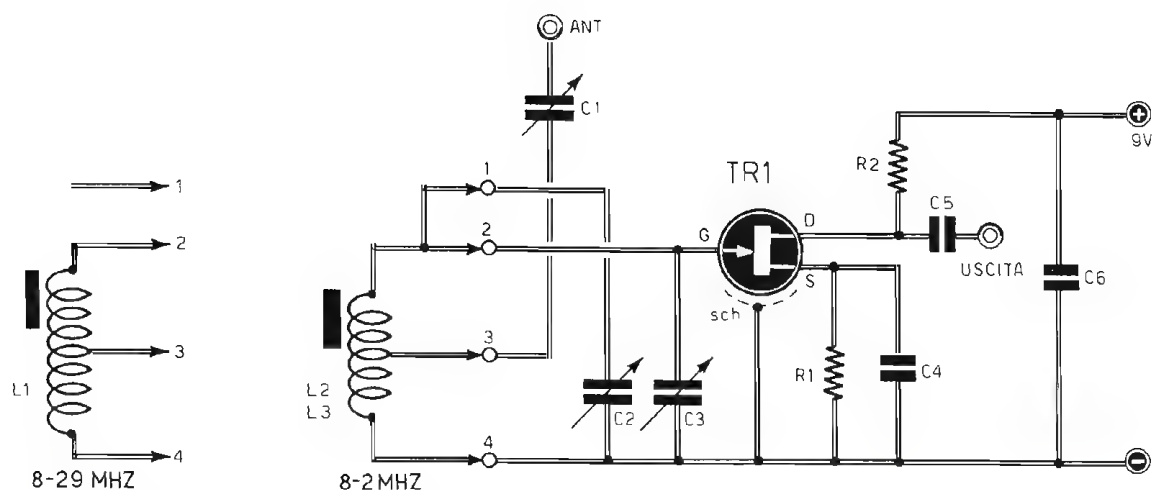 ANT
C1
1
2
3
4
L1
8-29 MHZ
L2
L3
8-2 MHZ
1
2
3
4
C2
C3
TR1
G
D
S
sch
R1
C4
R2
C5
USCITA
C6
+
9V
-